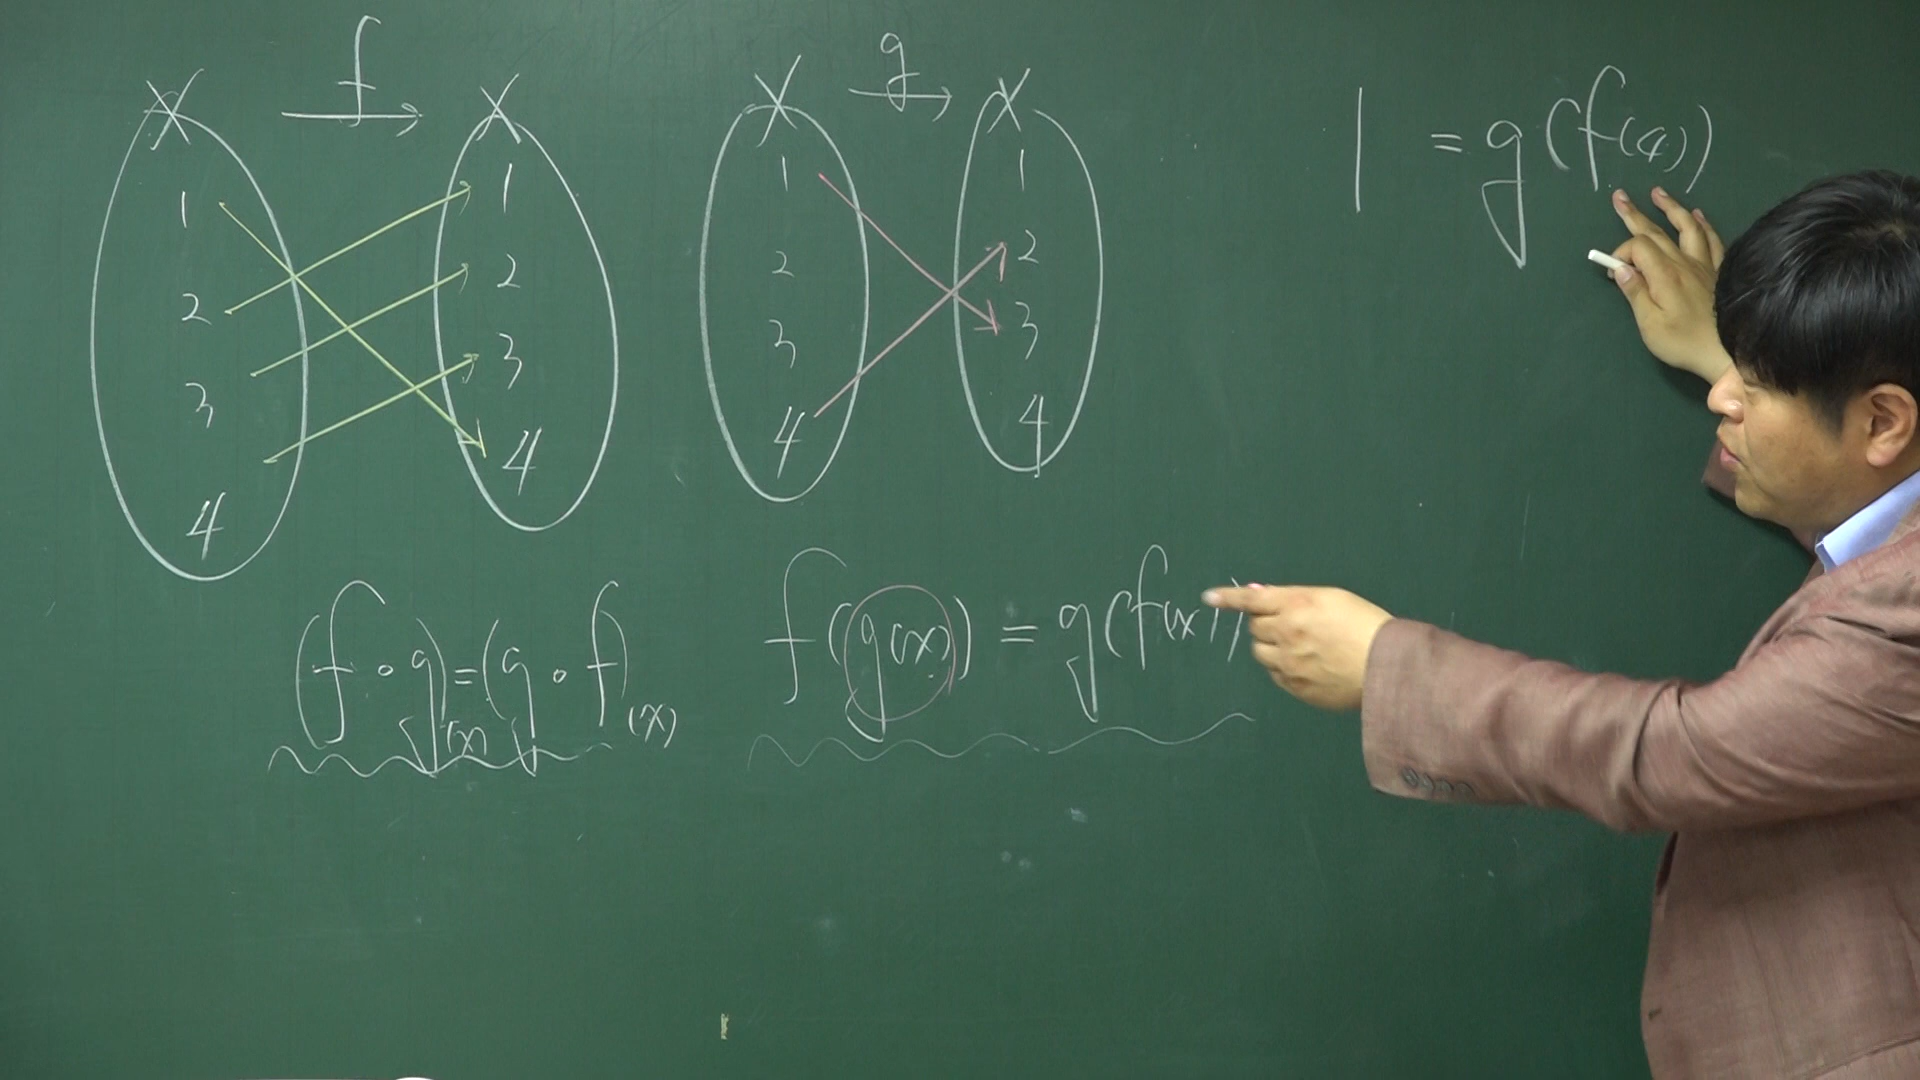 X f X
1 1
2 2
3 3
4 4
X g X
1 1
2 2
3 3
4 4
1 = g(f(4))
(f∘g)(x)=(g∘f)(x)
f(g(x)) = g(f(x))